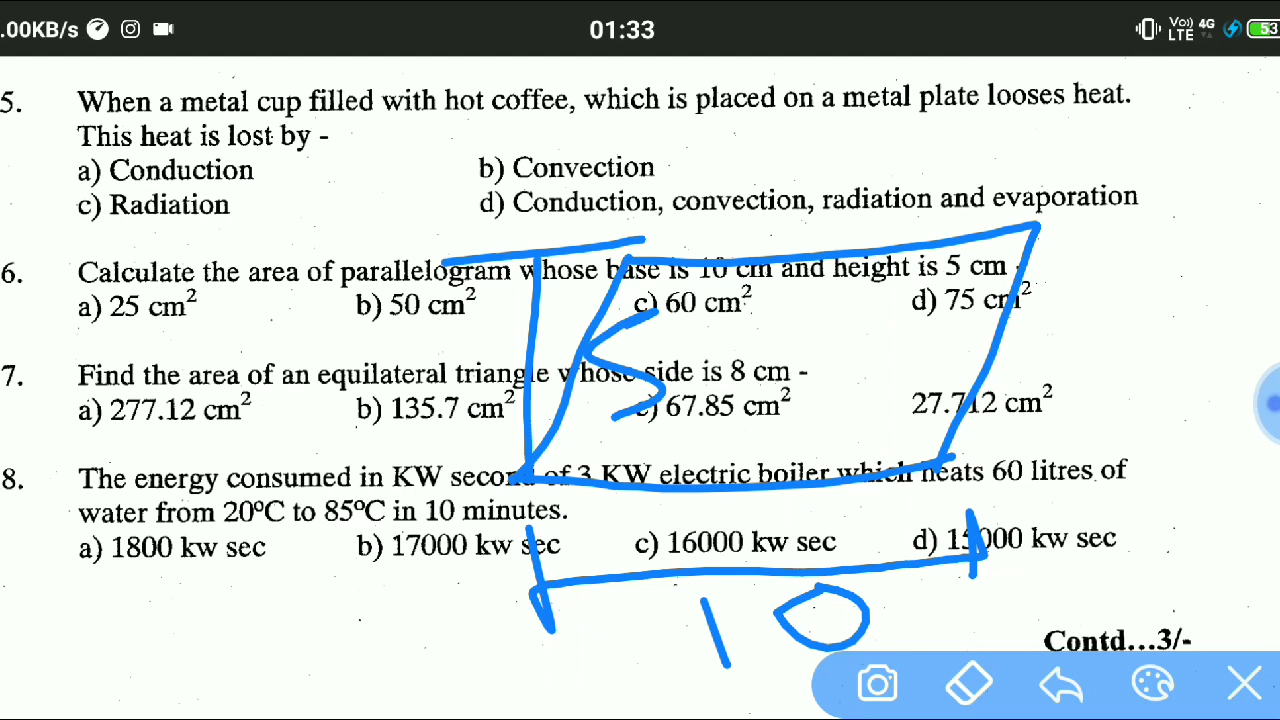 .00KB/s 01:33 Vo)) LTE 4G 53
5. When a metal cup filled with hot coffee, which is placed on a metal plate looses heat.
This heat is lost by -
a) Conduction b) Convection
c) Radiation d) Conduction, convection, radiation and evaporation
6. Calculate the area of parallelogram whose base is 10 cm and height is 5 cm -
a) 25 cm² b) 50 cm² c) 60 cm² d) 75 cm²
7. Find the area of an equilateral triangle whose side is 8 cm -
a) 277.12 cm² b) 135.7 cm² c) 67.85 cm² 27.712 cm²
5
8. The energy consumed in KW second of 3 KW electric boiler which heats 60 litres of
water from 20⁰C to 85⁰C in 10 minutes.
a) 1800 kw sec b) 17000 kw sec c) 16000 kw sec d) 15000 kw sec
10
Contd...3/-